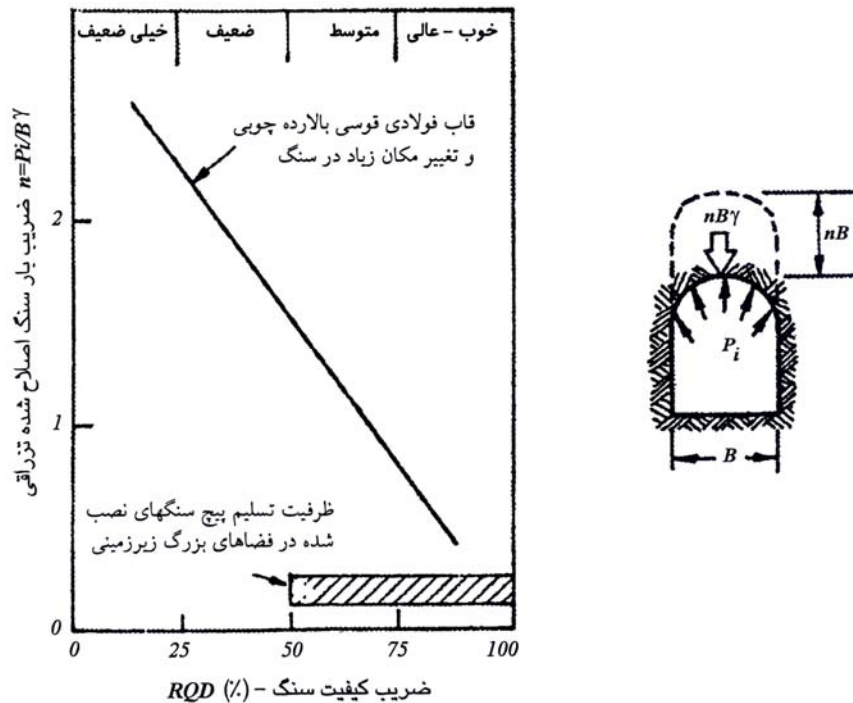 خیلی ضعیف
ضعیف
متوسط
خوب - عالی
قاب فولادی قوسی بالارده چوبی
و تغییر مکان زیاد در سنگ
ضریب بار سنگ اصلاح شده تزراقی n=Pi/Bγ
2
1
0
ظرفیت تسلیم پیچ سنگهای نصب
شده در فضاهای بزرگ زیرزمینی
0 25 50 75 100
ضریب کیفیت سنگ - RQD (%)
nBγ
nB
Pi
B